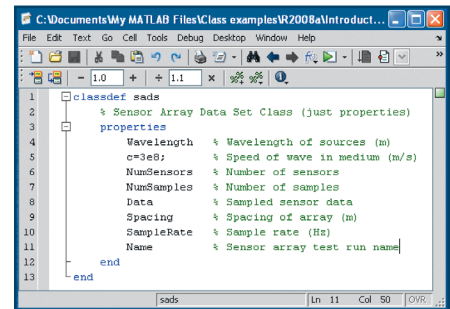 C:\Documents\My MATLAB Files\Class examples\R2008a\Introduct...
File Edit Text Go Cell Tools Debug Desktop Window Help
− 1.0 + ÷ 1.1 ×
1 classdef sads
2 % Sensor Array Data Set Class (just properties)
3 properties
4 Wavelength % Wavelength of sources (m)
5 c=3e8; % Speed of wave in medium (m/s)
6 NumSensors % Number of sensors
7 NumSamples % Number of samples
8 Data % Sampled sensor data
9 Spacing % Spacing of array (m)
10 SampleRate % Sample rate (Hz)
11 Name % Sensor array test run name
12 end
13 end
sads Ln 11 Col 50 OVR